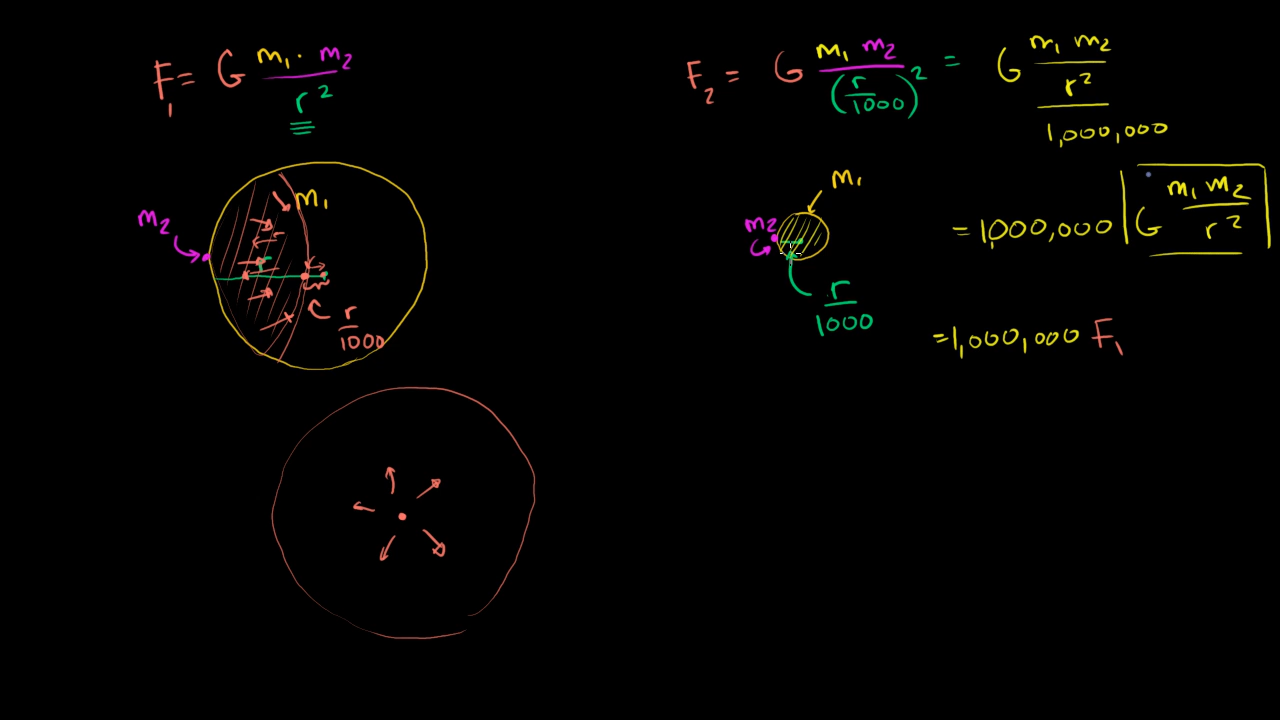 F₁ = G m₁ · m₂ / r²
F₂ = G m₁ m₂ / (r/1000)² = G m₁ m₂ / r² / 1,000,000
m₁
m₂
r
C
r/1000
m₁
m₂
r/1000
= 1,000,000 G m₁ m₂ / r²
= 1,000,000 F₁